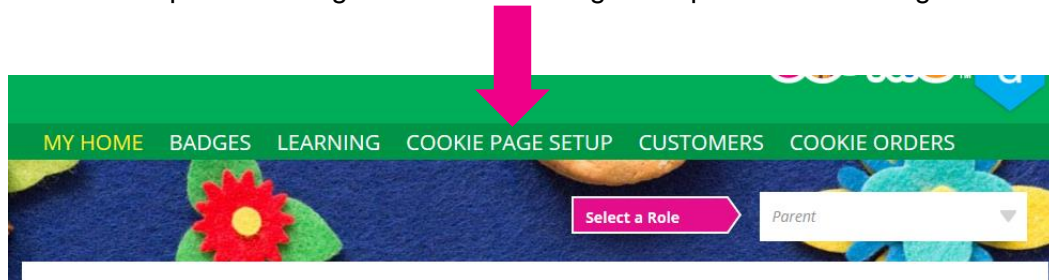 MY HOME BADGES LEARNING COOKIE PAGE SETUP CUSTOMERS COOKIE ORDERS
Select a Role Parent